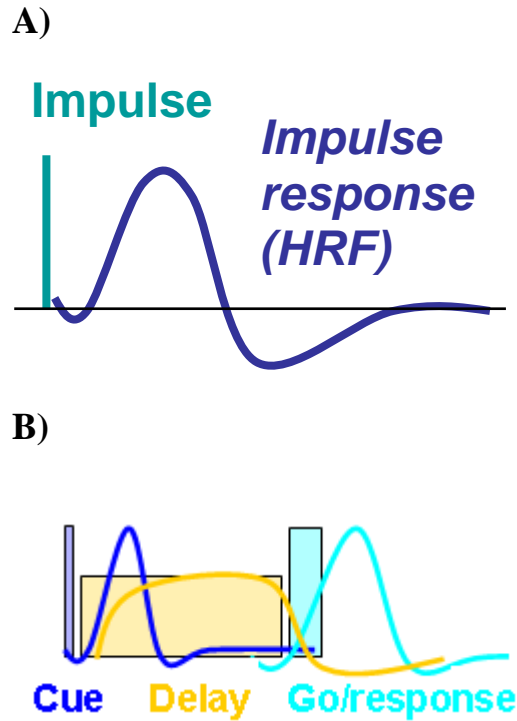 A)
Impulse
Impulse
response
(HRF)
B)
Cue Delay Go/response